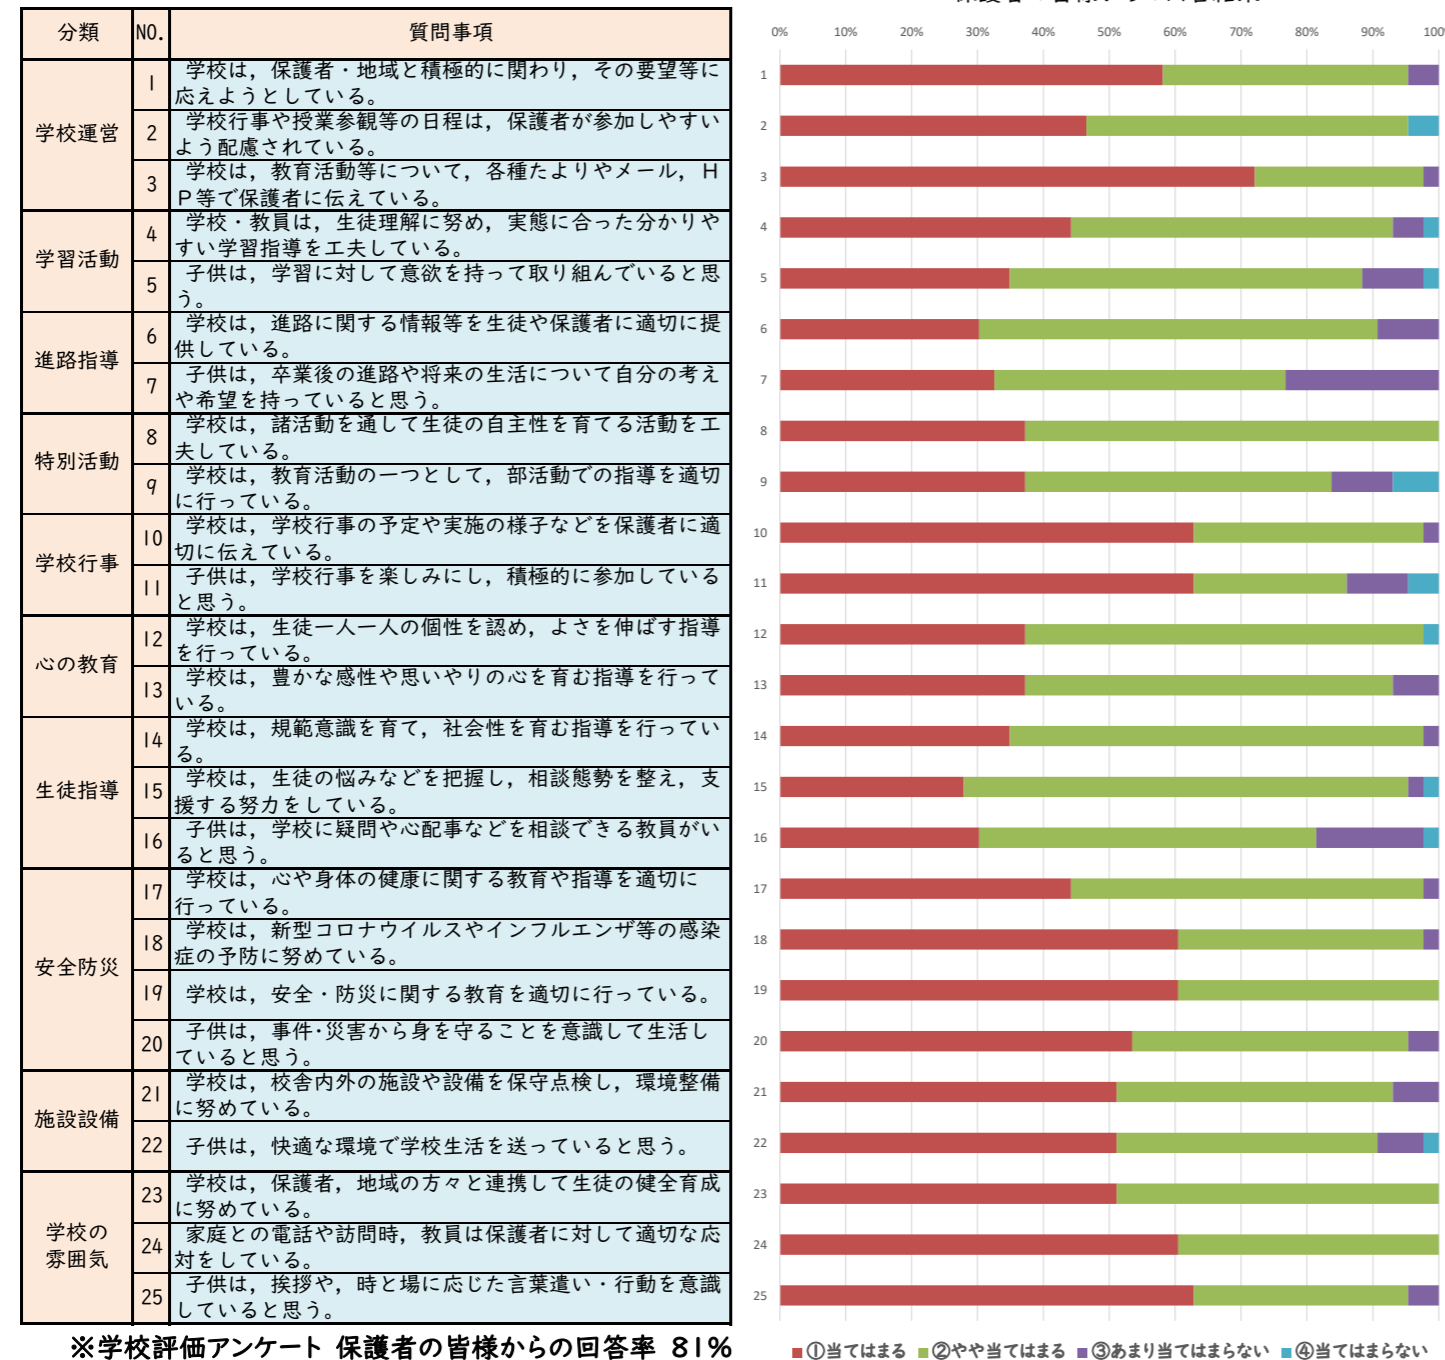 分類 NO. 質問事項
学校運営
1 学校は，保護者・地域と積極的に関わり，その要望等に
応えようとしている。
2 学校行事や授業参観等の日程は，保護者が参加しやすい
よう配慮されている。
3 学校は，教育活動等について，各種たよりやメール，Ｈ
Ｐ等で保護者に伝えている。
学習活動
4 学校・教員は，生徒理解に努め，実態に合った分かりや
すい学習指導を工夫している。
5 子供は，学習に対して意欲を持って取り組んでいると思
う。
進路指導
6 学校は，進路に関する情報等を生徒や保護者に適切に提
供している。
7 子供は，卒業後の進路や将来の生活について自分の考え
や希望を持っていると思う。
特別活動
8 学校は，諸活動を通して生徒の自主性を育てる活動を工
夫している。
9 学校は，教育活動の一つとして，部活動での指導を適切
に行っている。
学校行事
10 学校は，学校行事の予定や実施の様子などを保護者に適
切に伝えている。
11 子供は，学校行事を楽しみにし，積極的に参加している
と思う。
心の教育
12 学校は，生徒一人一人の個性を認め，よさを伸ばす指導
を行っている。
13 学校は，豊かな感性や思いやりの心を育む指導を行って
いる。
生徒指導
14 学校は，規範意識を育て，社会性を育む指導を行ってい
る。
15 学校は，生徒の悩みなどを把握し，相談態勢を整え，支
援する努力をしている。
16 子供は，学校に疑問や心配事などを相談できる教員がい
ると思う。
安全防災
17 学校は，心や身体の健康に関する教育や指導を適切に
行っている。
18 学校は，新型コロナウイルスやインフルエンザ等の感染
症の予防に努めている。
19 学校は，安全・防災に関する教育を適切に行っている。
20 子供は，事件・災害から身を守ることを意識して生活し
ていると思う。
施設設備
21 学校は，校舎内外の施設や設備を保守点検し，環境整備
に努めている。
22 子供は，快適な環境で学校生活を送っていると思う。
学校の
雰囲気
23 学校は，保護者，地域の方々と連携して生徒の健全育成
に努めている。
24 家庭との電話や訪問時，教員は保護者に対して適切な応
対をしている。
25 子供は，挨拶や，時と場に応じた言葉遣い・行動を意識
していると思う。
※学校評価アンケート 保護者の皆様からの回答率 81%
0% 10% 20% 30% 40% 50% 60% 70% 80% 90% 100%
1
2
3
4
5
6
7
8
9
10
11
12
13
14
15
16
17
18
19
20
21
22
23
24
25
①当てはまる ②やや当てはまる ③あまり当てはまらない ④当てはまらない